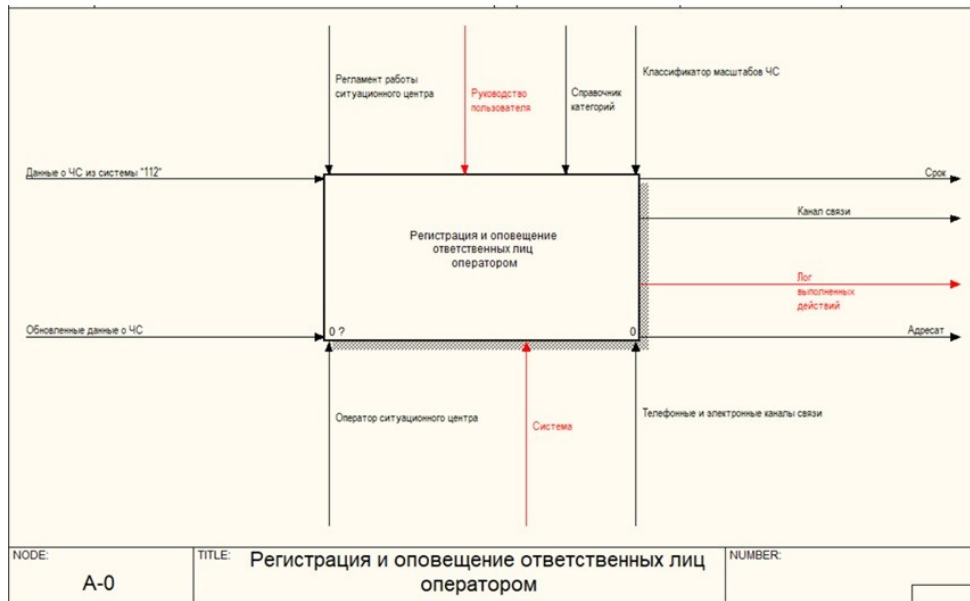 Регламент работы
ситуационного центра
Руководство
пользователя
Справочник
категорий
Классификатор масштабов ЧС
Данные о ЧС из системы "112"
Срок
Канал связи
Регистрация и оповещение
ответственных лиц
оператором
Лог
выполненных
действий
Обновленные данные о ЧС
0 ?
0
Адресат
Оператор ситуационного центра
Система
Телефонные и электронные каналы связи
NODE:
A-0
TITLE:
Регистрация и оповещение ответственных лиц
оператором
NUMBER: